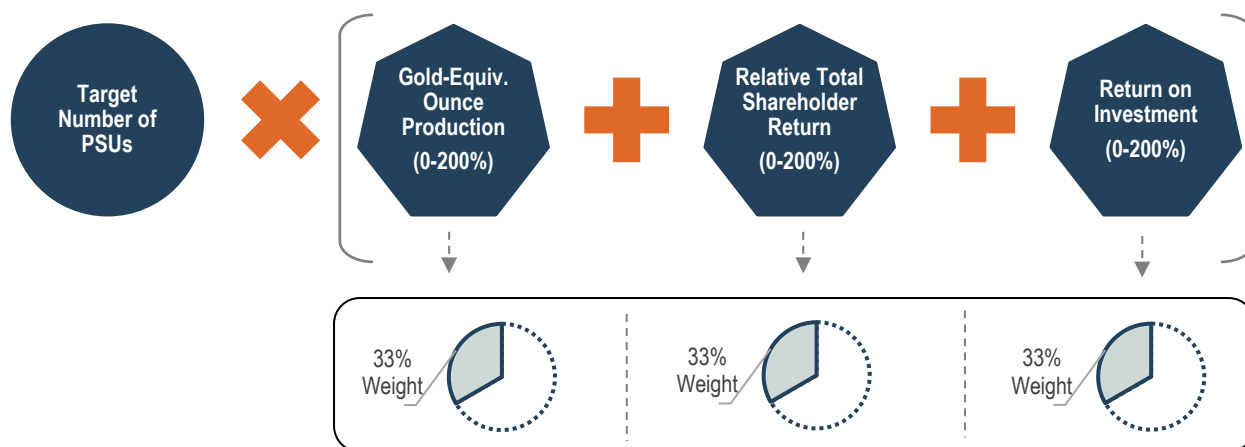 Target
Number of
PSUs
Gold-Equiv.
Ounce
Production
(0-200%)
Relative Total
Shareholder
Return
(0-200%)
Return on
Investment
(0-200%)
33%
Weight
33%
Weight
33%
Weight